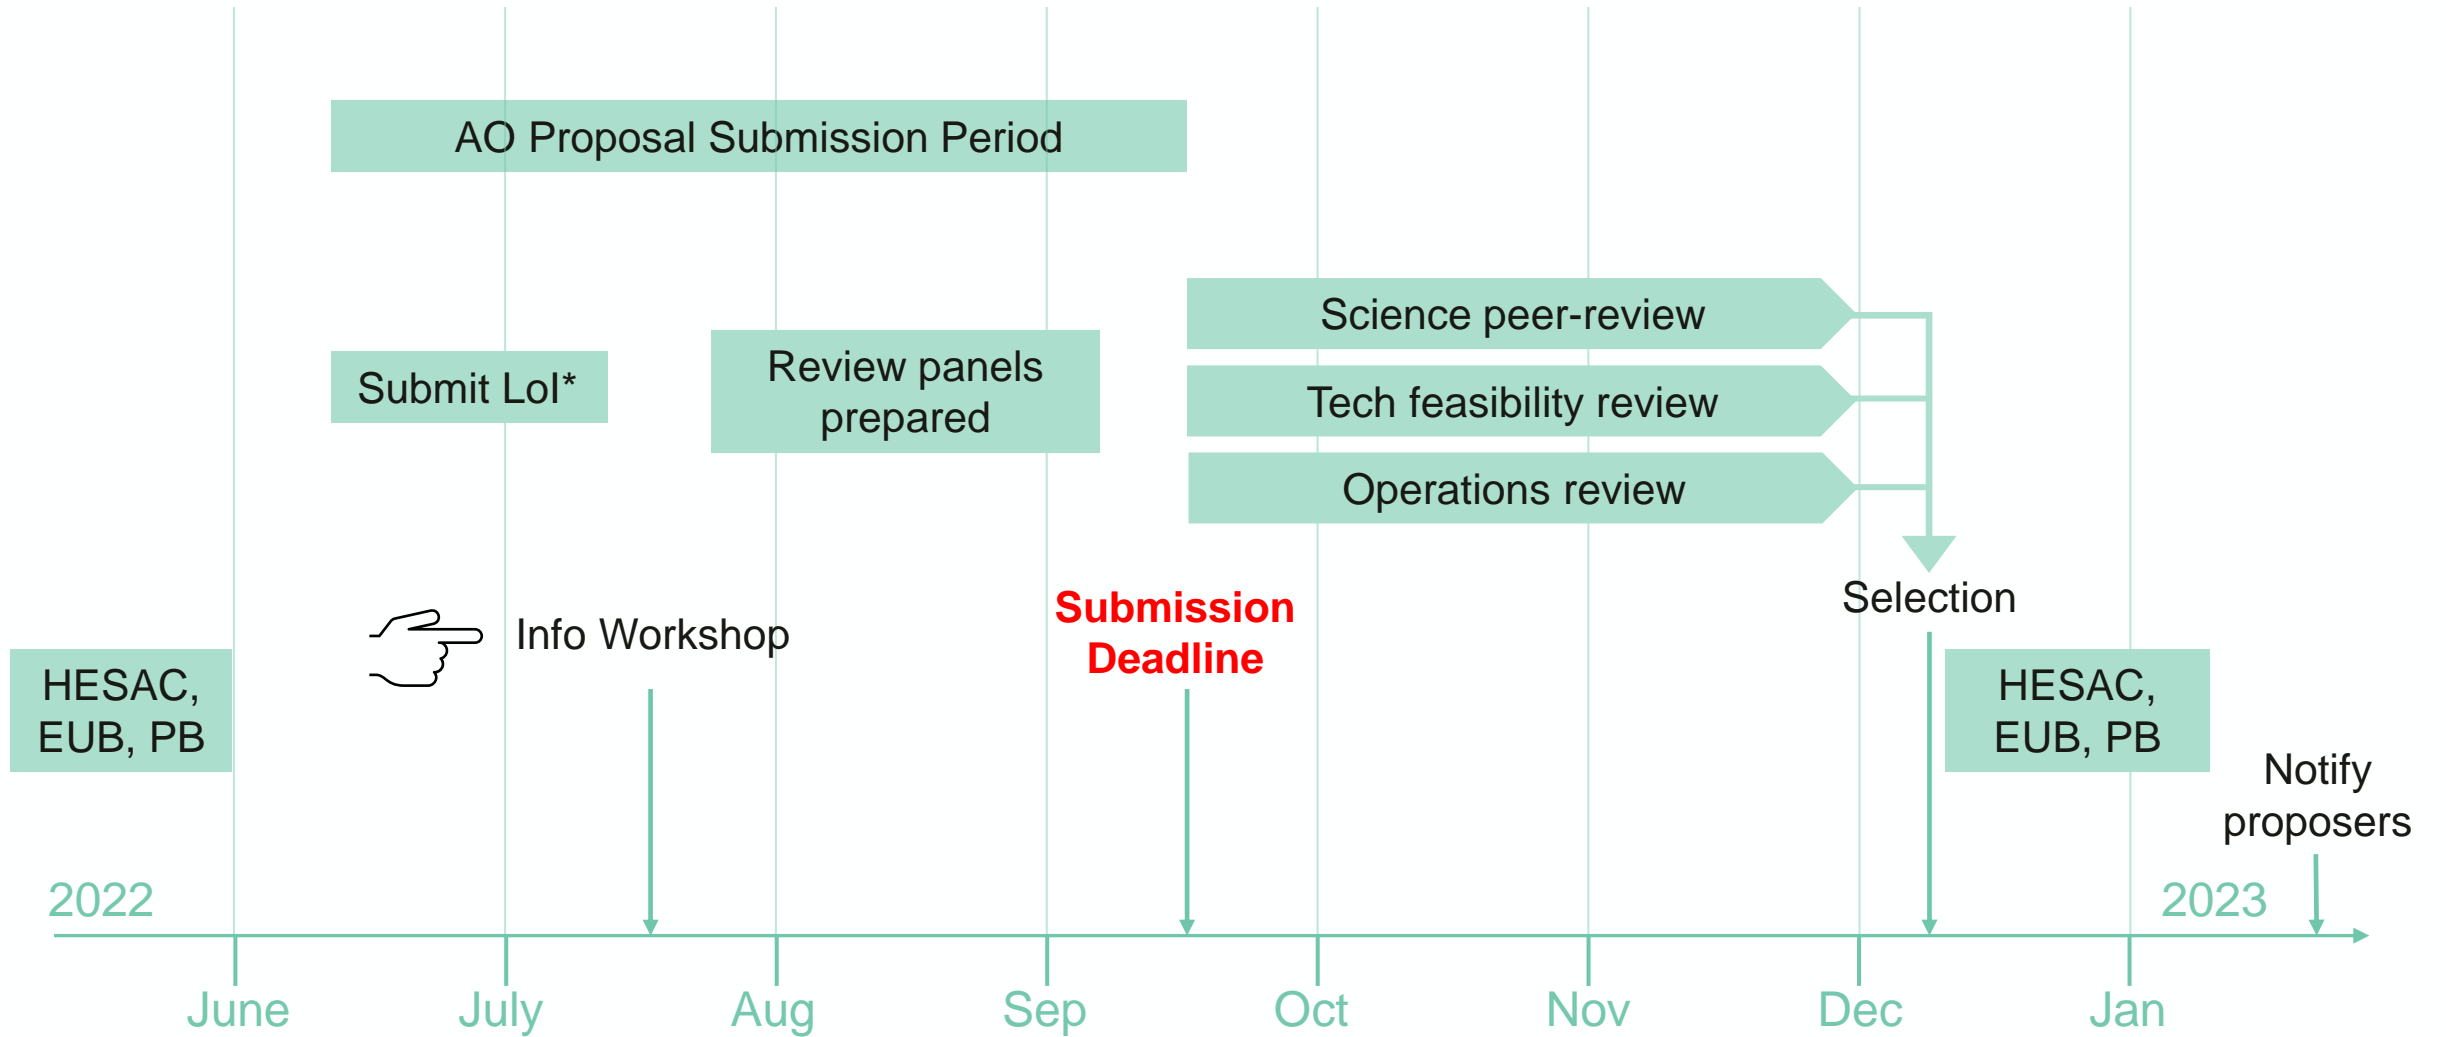 AO Proposal Submission Period
Science peer-review
Submit LoI*
Review panels
prepared
Tech feasibility review
Operations review
Info Workshop
Submission
Deadline
Selection
HESAC,
EUB, PB
HESAC,
EUB, PB
Notify
proposers
2022
2023
June
July
Aug
Sep
Oct
Nov
Dec
Jan